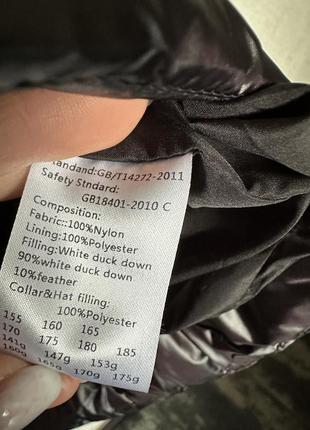 tandand:GB/T14272-2011
Safety Stndard:
GB18401-2010 C
Composition:
Fabric::100%Nylon
Lining:100%Polyester
Filling:White duck down
90%white duck down
10%feather
Collar&Hat filling:
100%Polyester
155 160 165
170 175 180 185
141g 147g 153g
160g 165g 170g 175g